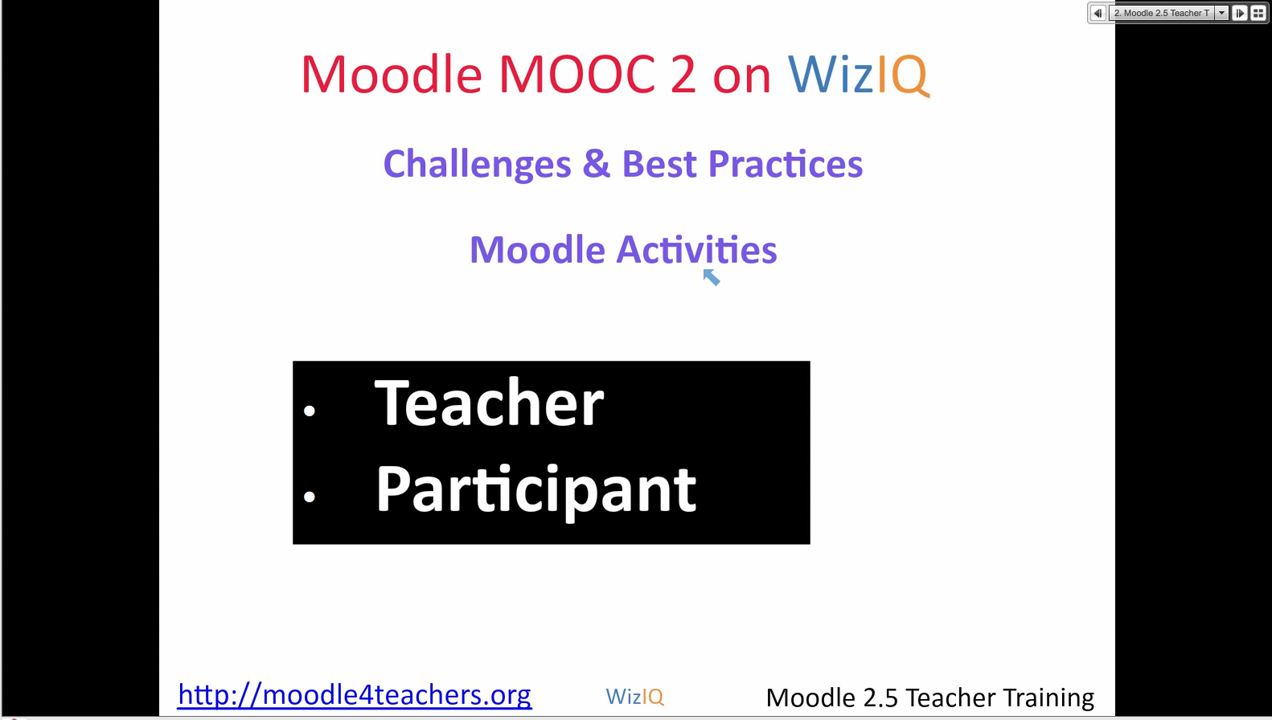 2. Moodle 2.5 Teacher T
Moodle MOOC 2 on WizIQ
Challenges & Best Practices
Moodle Activities
• Teacher
• Participant
http://moodle4teachers.org WizIQ Moodle 2.5 Teacher Training